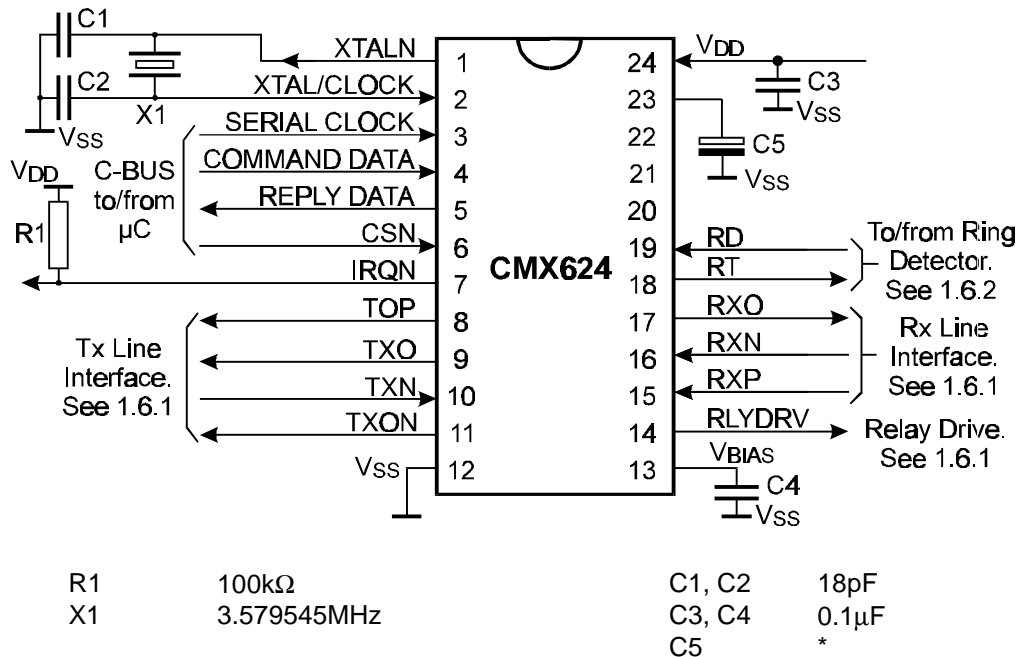 C1
C2
X1
VSS
XTALN
XTAL/CLOCK
SERIAL CLOCK
COMMAND DATA
REPLY DATA
CSN
IRQN
TOP
TXO
TXN
TXON
VSS
C-BUS
to/from
µC
VDD
R1
Tx Line
Interface.
See 1.6.1
1
2
3
4
5
6
7
8
9
10
11
12
CMX624
24
23
22
21
20
19
18
17
16
15
14
13
VDD
C3
VSS
C5
VSS
RD
RT
To/from Ring
Detector.
See 1.6.2
RXO
RXN
RXP
Rx Line
Interface.
See 1.6.1
RLYDRV
Relay Drive.
See 1.6.1
VBIAS
C4
VSS
R1 100kΩ C1, C2 18pF
X1 3.579545MHz C3, C4 0.1µF
C5 *